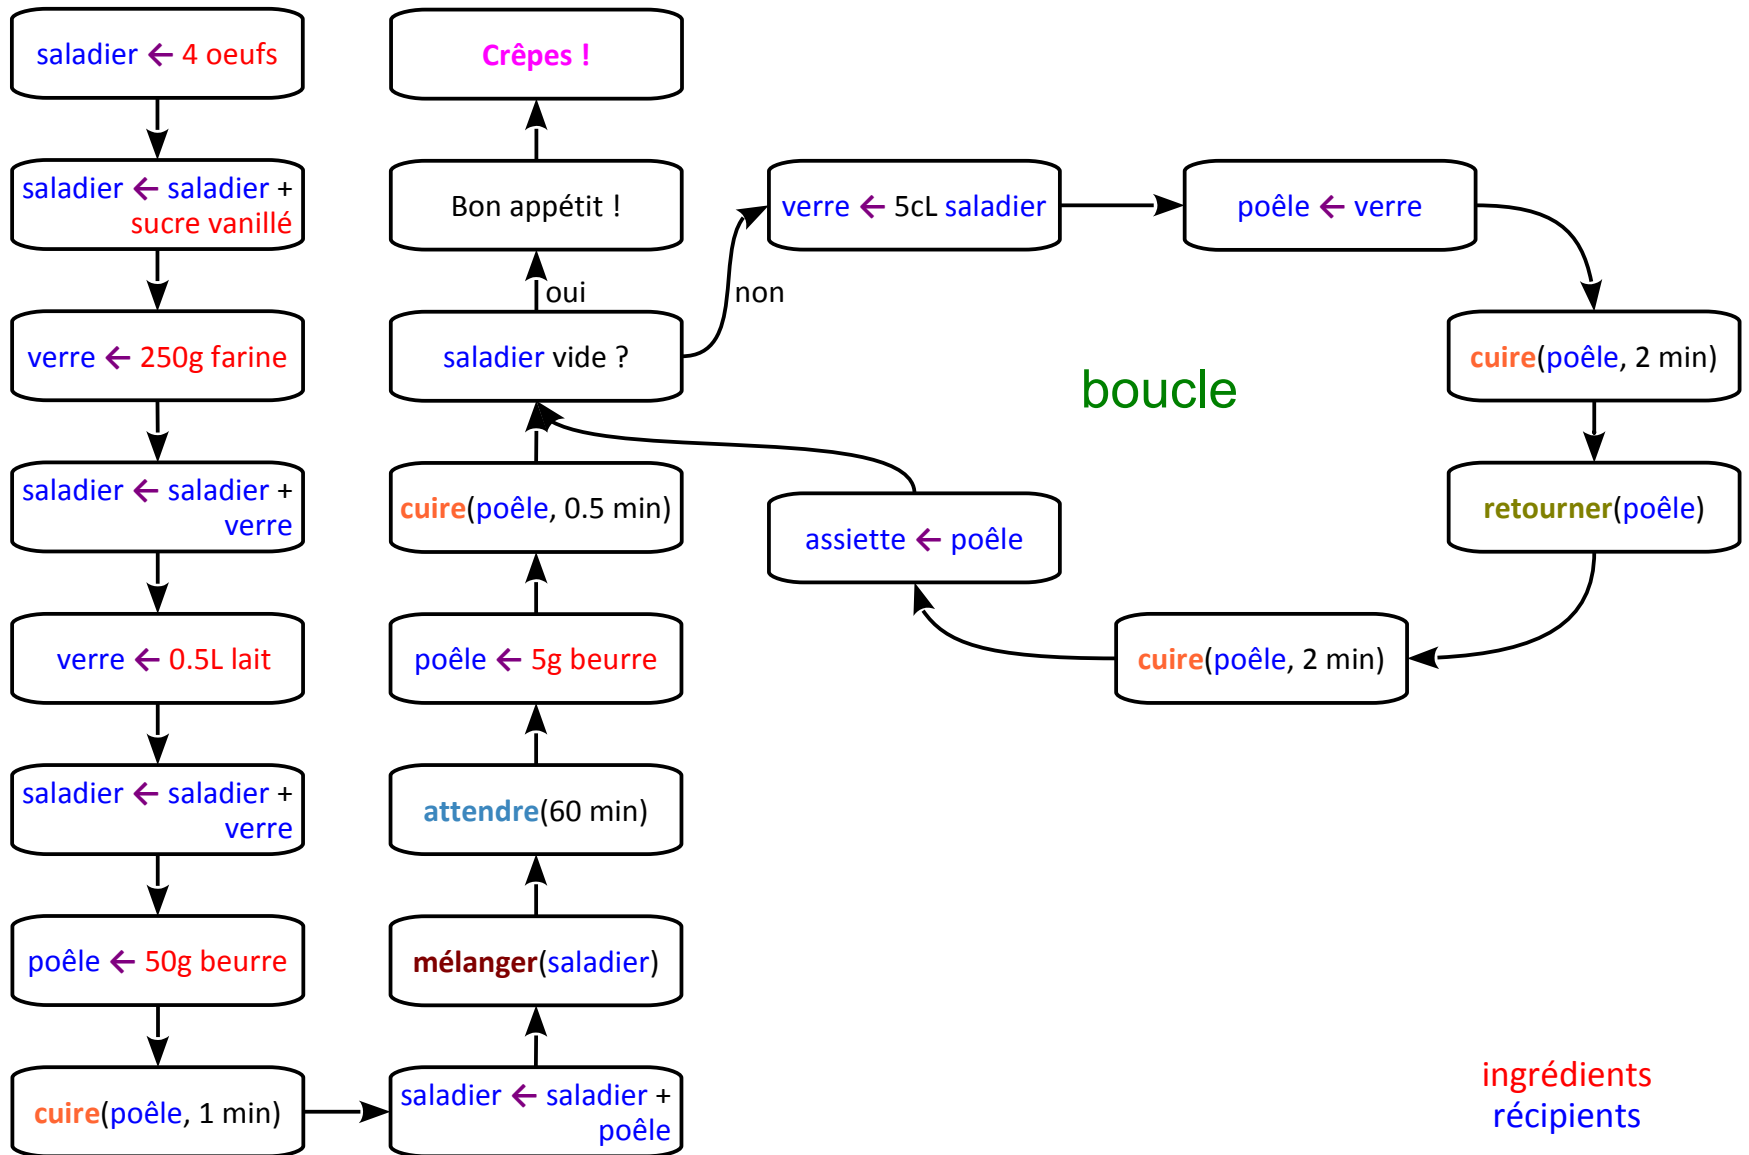 saladier ← 4 oeufs
saladier ← saladier +
sucre vanillé
verre ← 250g farine
saladier ← saladier +
verre
verre ← 0.5L lait
saladier ← saladier +
verre
poêle ← 50g beurre
cuire(poêle, 1 min)
saladier ← saladier +
poêle
mélanger(saladier)
attendre(60 min)
poêle ← 5g beurre
cuire(poêle, 0.5 min)
saladier vide ?
oui
non
Bon appétit !
Crêpes !
verre ← 5cL saladier
poêle ← verre
cuire(poêle, 2 min)
retourner(poêle)
cuire(poêle, 2 min)
assiette ← poêle
boucle
ingrédients
récipients